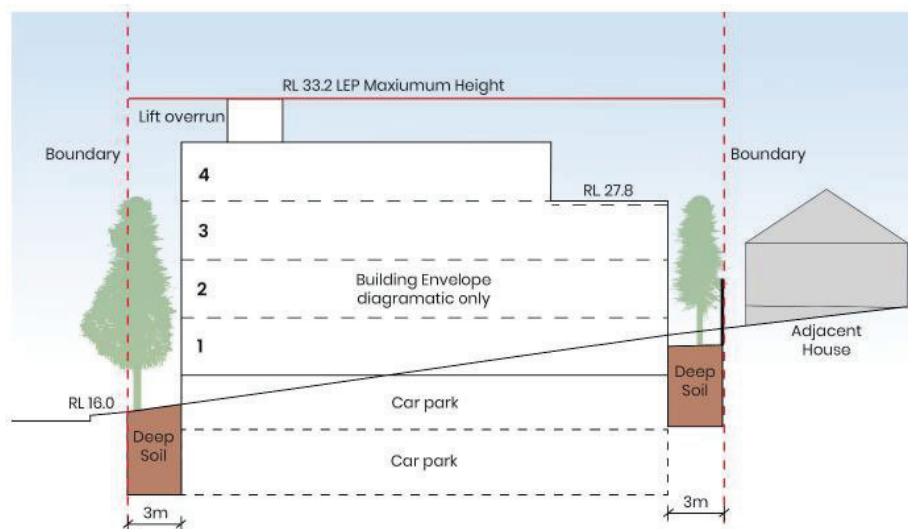 RL 33.2 LEP Maxiumum Height
Lift overrun
Boundary
Boundary
4
RL 27.8
3
2
Building Envelope
diagramatic only
1
Adjacent
House
RL 16.0
Car park
Deep
Soil
Deep
Soil
Car park
3m
3m